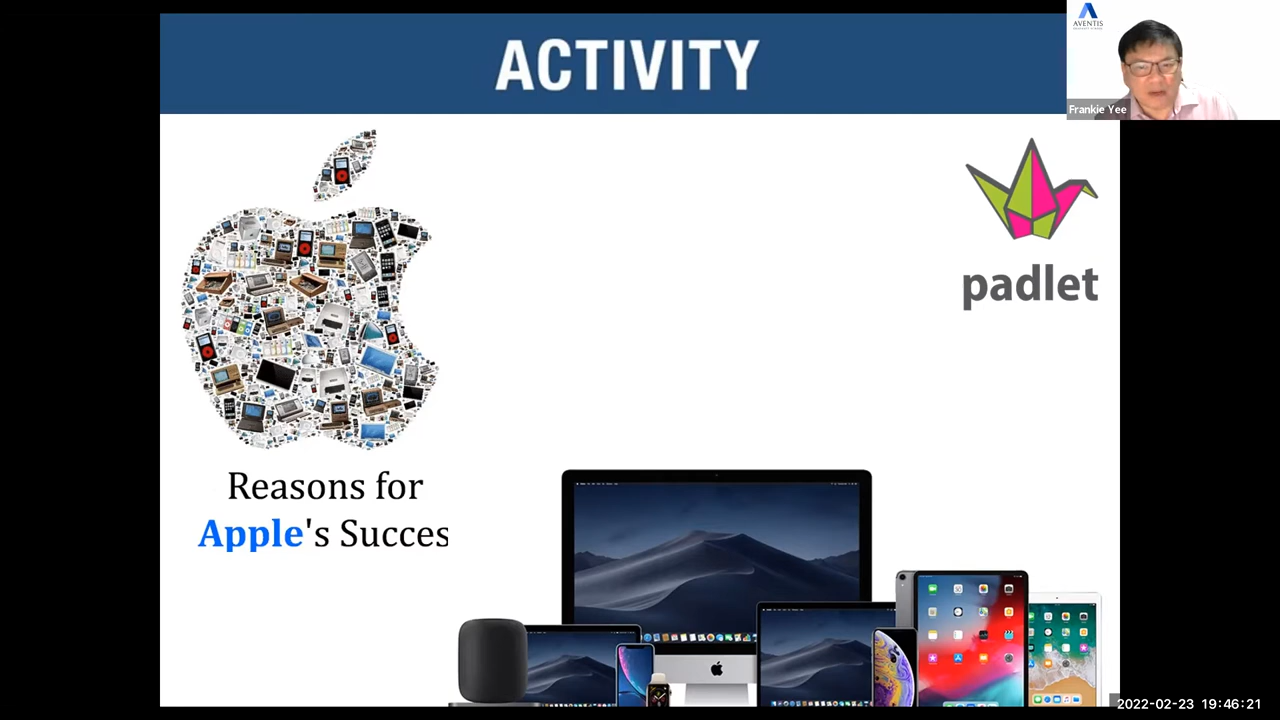 ACTIVITY
AVENTIS
Frankie Yee
padlet
Reasons for
Apple's Succes
2022-02-23 19:46:21